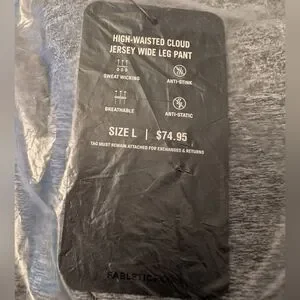 HIGH-WAISTED CLOUD
JERSEY WIDE LEG PANT
SWEAT WICKING
ANTI-STINK
BREATHABLE
ANTI-STATIC
SIZE L | $74.95
TAG MUST REMAIN ATTACHED FOR EXCHANGES & RETURNS
FABLETICS